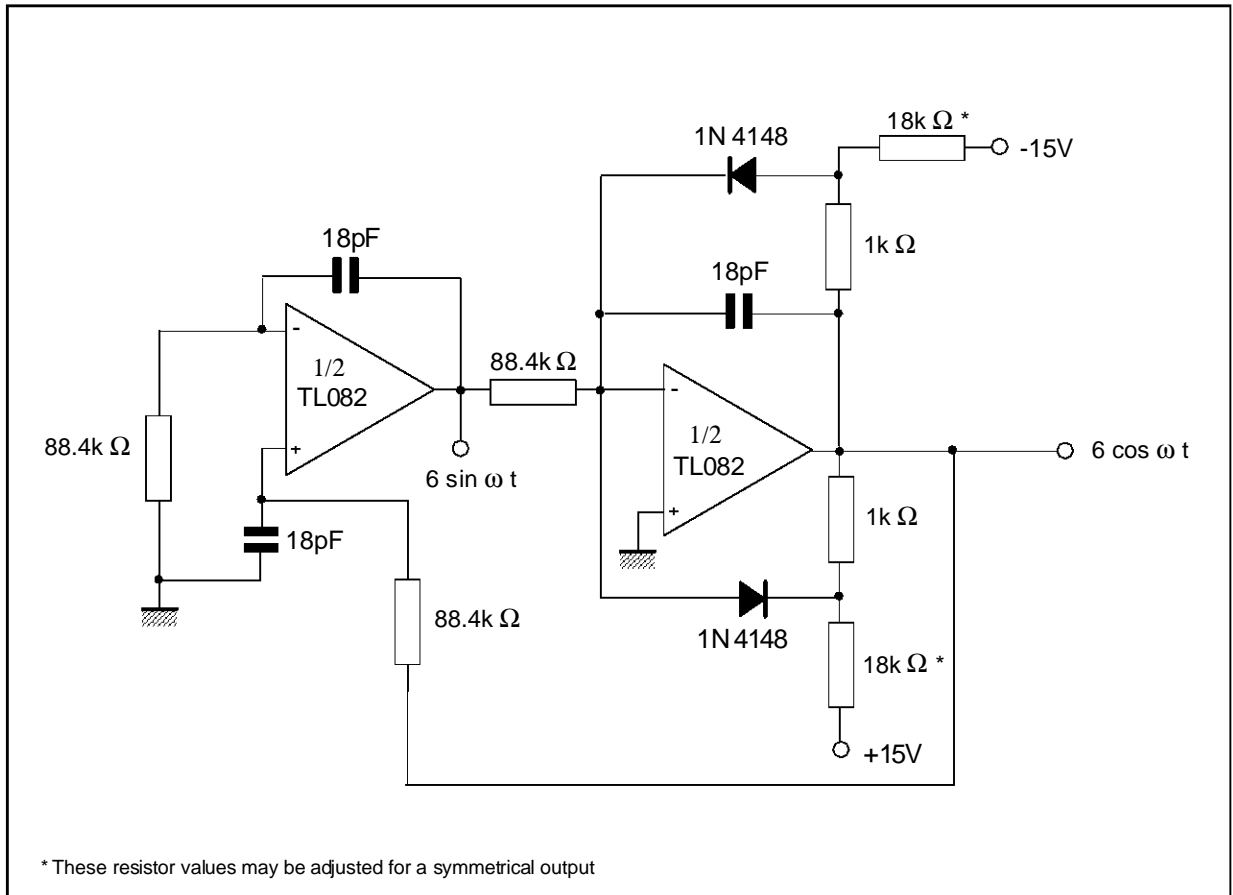 18k Ω *
1N 4148
-15V
18pF
1k Ω
18pF
88.4k Ω
-
1/2
TL082
+
-
1/2
TL082
+
88.4k Ω
6 sin ω t
6 cos ω t
18pF
1k Ω
88.4k Ω
1N 4148
18k Ω *
+15V
* These resistor values may be adjusted for a symmetrical output